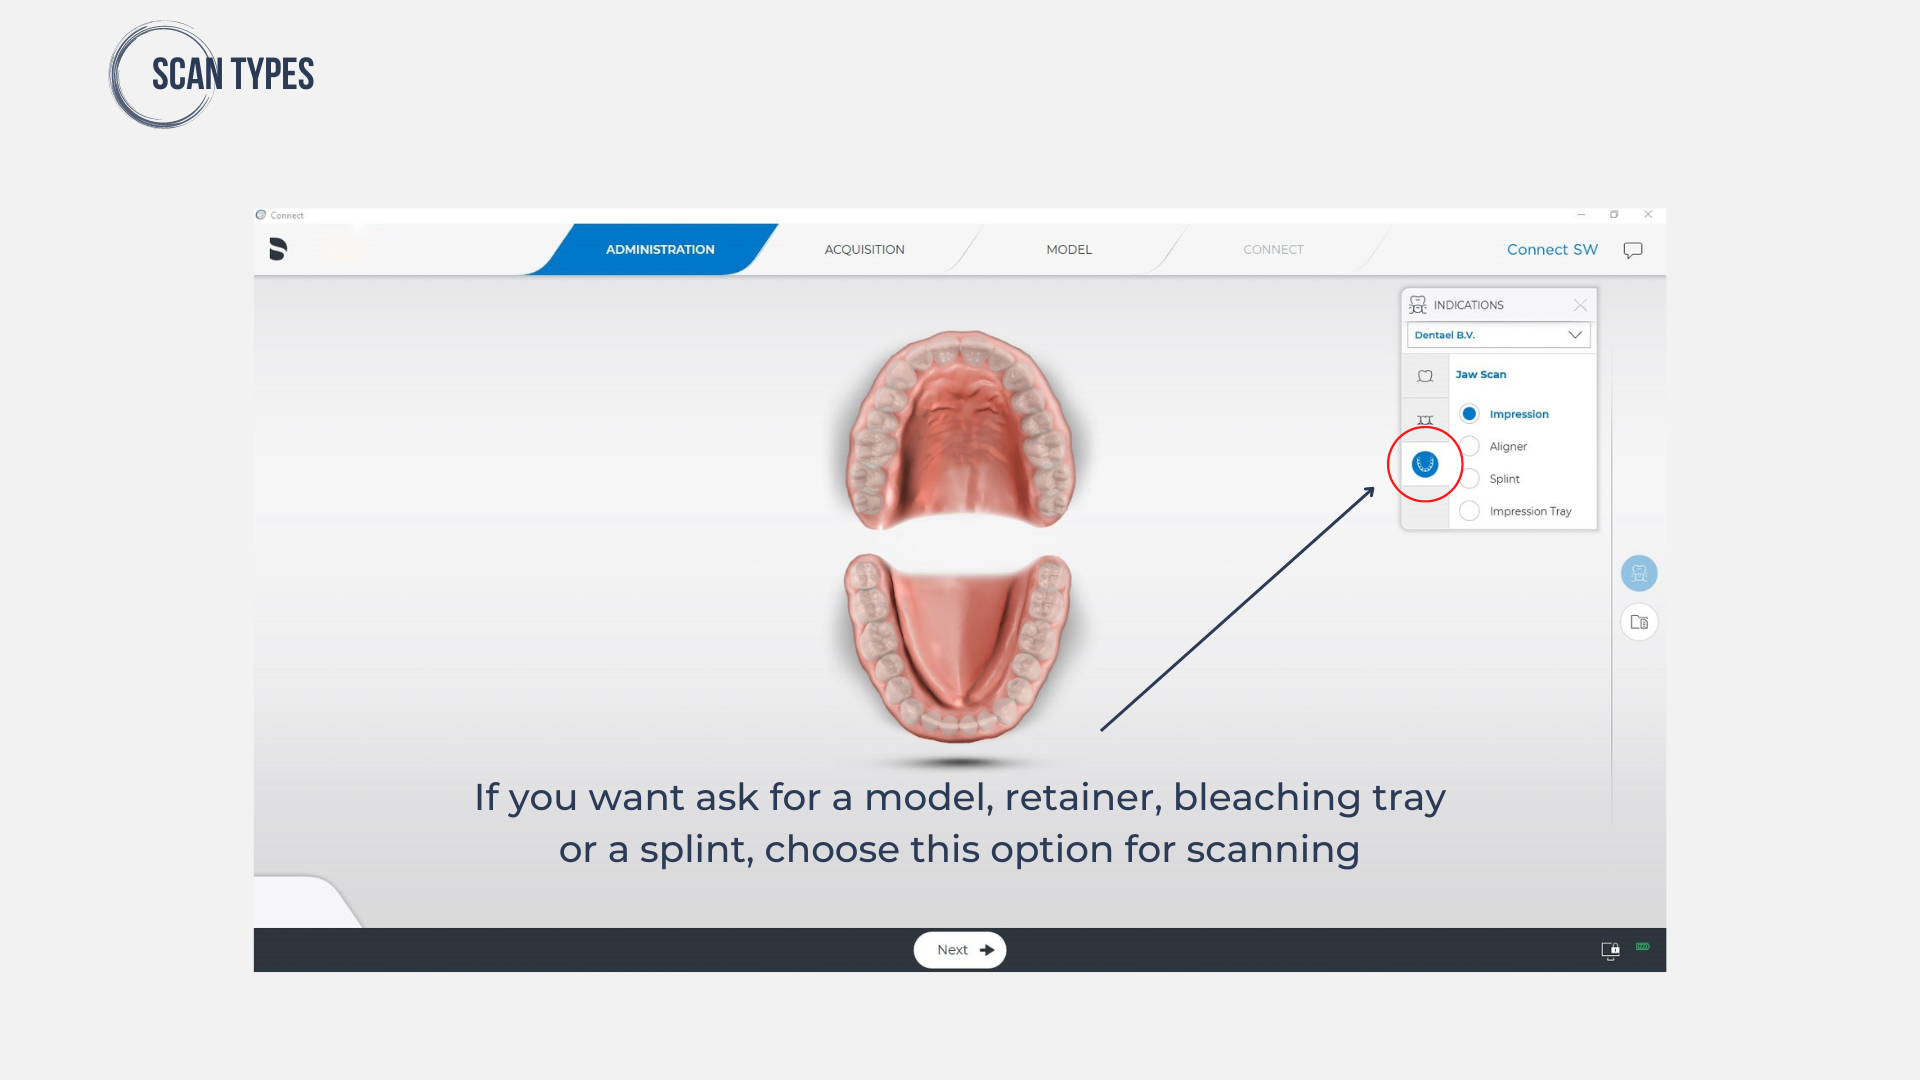 SCAN TYPES
Connect
ADMINISTRATION
ACQUISITION
MODEL
CONNECT
Connect SW
INDICATIONS
Dentael B.V.
Jaw Scan
Impression
Aligner
Splint
Impression Tray
If you want ask for a model, retainer, bleaching tray
or a splint, choose this option for scanning
Next